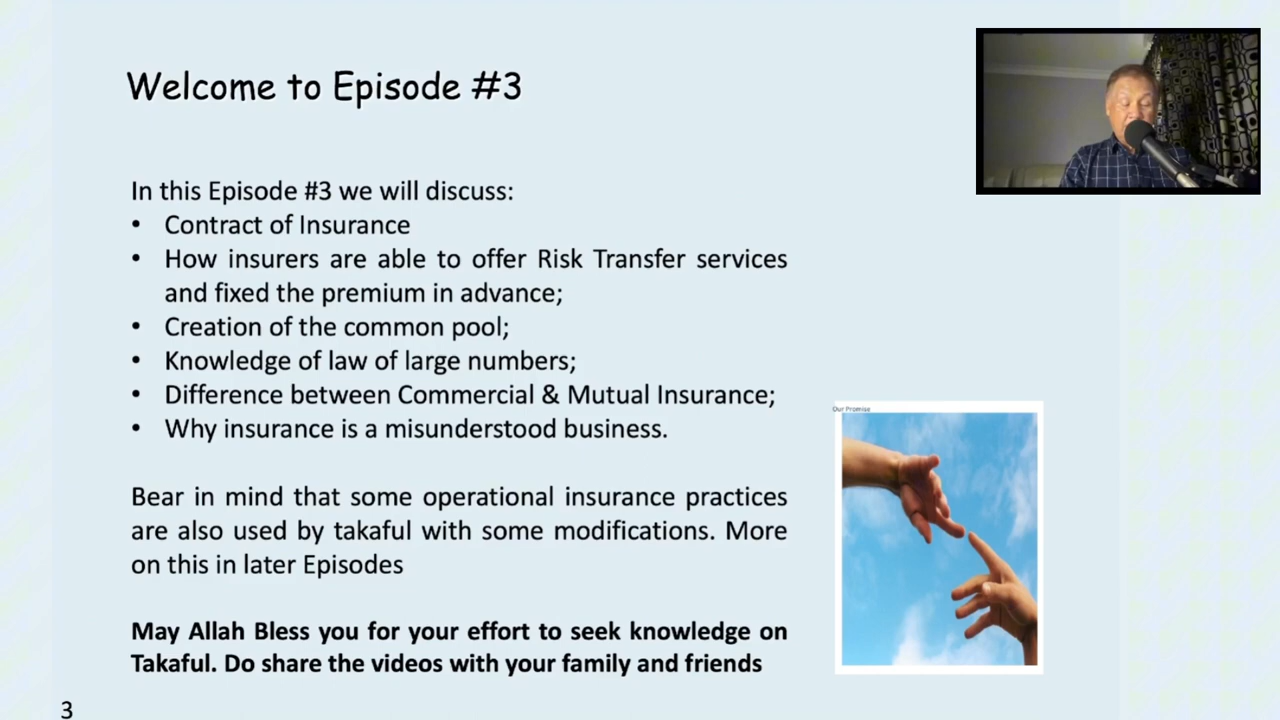 Welcome to Episode #3
In this Episode #3 we will discuss:
• Contract of Insurance
• How insurers are able to offer Risk Transfer services
and fixed the premium in advance;
• Creation of the common pool;
• Knowledge of law of large numbers;
• Difference between Commercial & Mutual Insurance;
• Why insurance is a misunderstood business.
Our Promise
Bear in mind that some operational insurance practices
are also used by takaful with some modifications. More
on this in later Episodes
May Allah Bless you for your effort to seek knowledge on
Takaful. Do share the videos with your family and friends
3